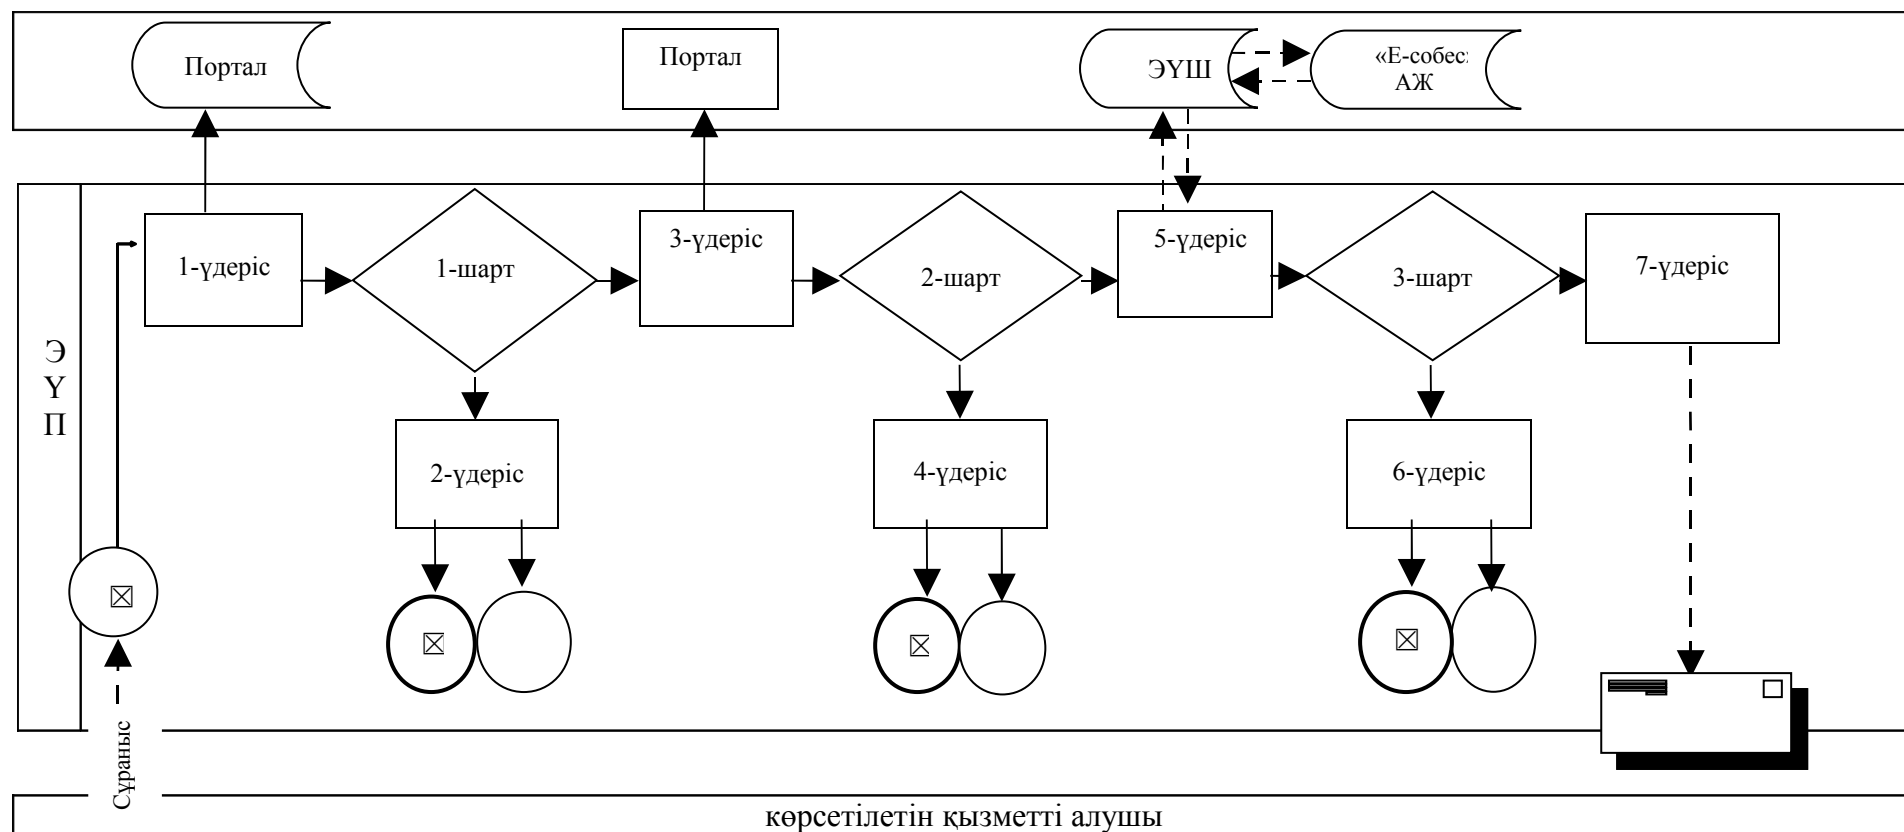 Портал
Портал
ЭҮШ
«Е-собес»
АЖ
1-үдеріс
1-шарт
3-үдеріс
2-шарт
5-үдеріс
3-шарт
7-үдеріс
Э
Ү
П
2-үдеріс
4-үдеріс
6-үдеріс
Сұраныс
көрсетілетін қызметті алушы